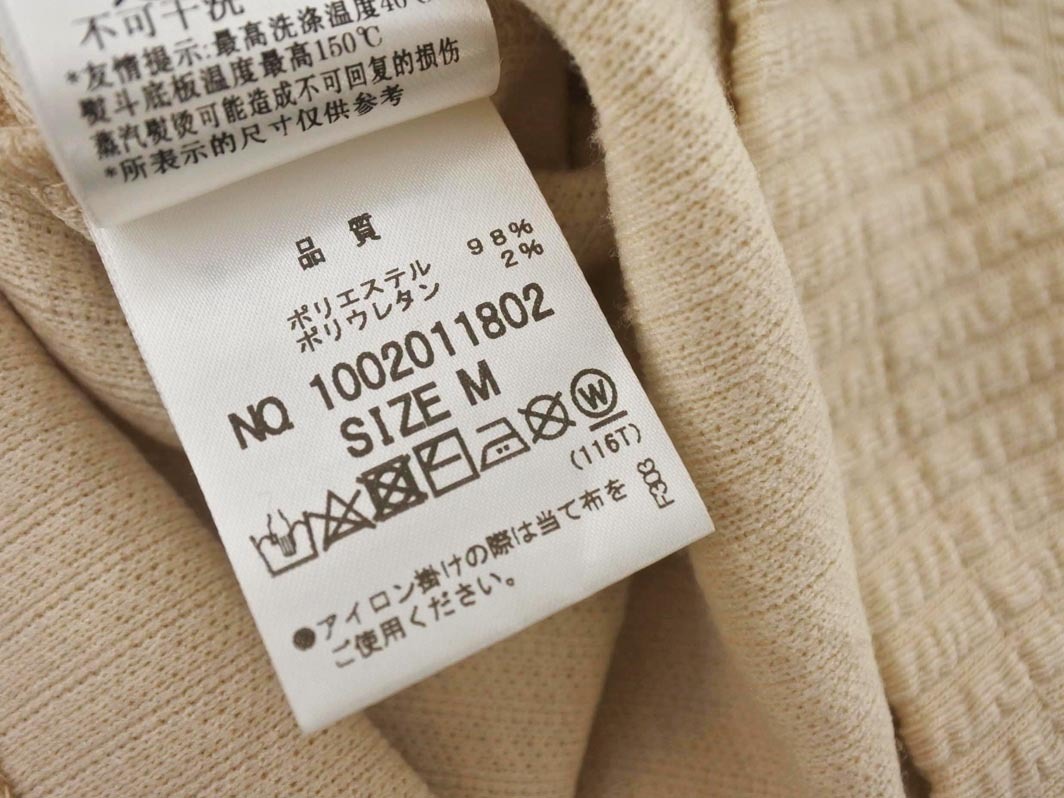 不可干洗
*友情提示:最高洗涤温度40℃
熨斗底板温度最高150℃
蒸汽熨烫可能造成不可回复的损伤
*所表示的尺寸仅供参考
品質
ポリエステル 98%
ポリウレタン 2%
NO. 1002011802
SIZE M
W
(116T)
F303
●アイロン掛けの際は当て布を
ご使用ください。